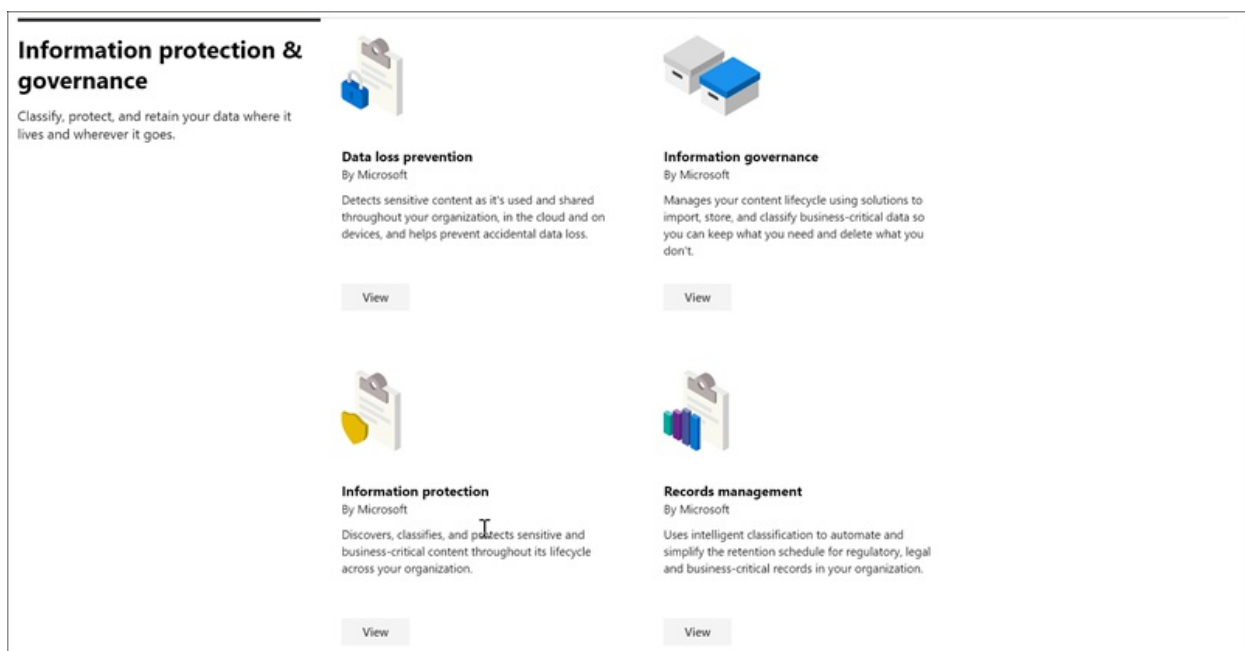 Information protection &
governance
Classify, protect, and retain your data where it
lives and wherever it goes.
Data loss prevention
By Microsoft
Detects sensitive content as it's used and shared
throughout your organization, in the cloud and on
devices, and helps prevent accidental data loss.
View
Information governance
By Microsoft
Manages your content lifecycle using solutions to
import, store, and classify business-critical data so
you can keep what you need and delete what you
don't.
View
Information protection
By Microsoft
Discovers, classifies, and protects sensitive and
business-critical content throughout its lifecycle
across your organization.
View
Records management
By Microsoft
Uses intelligent classification to automate and
simplify the retention schedule for regulatory, legal
and business-critical records in your organization.
View